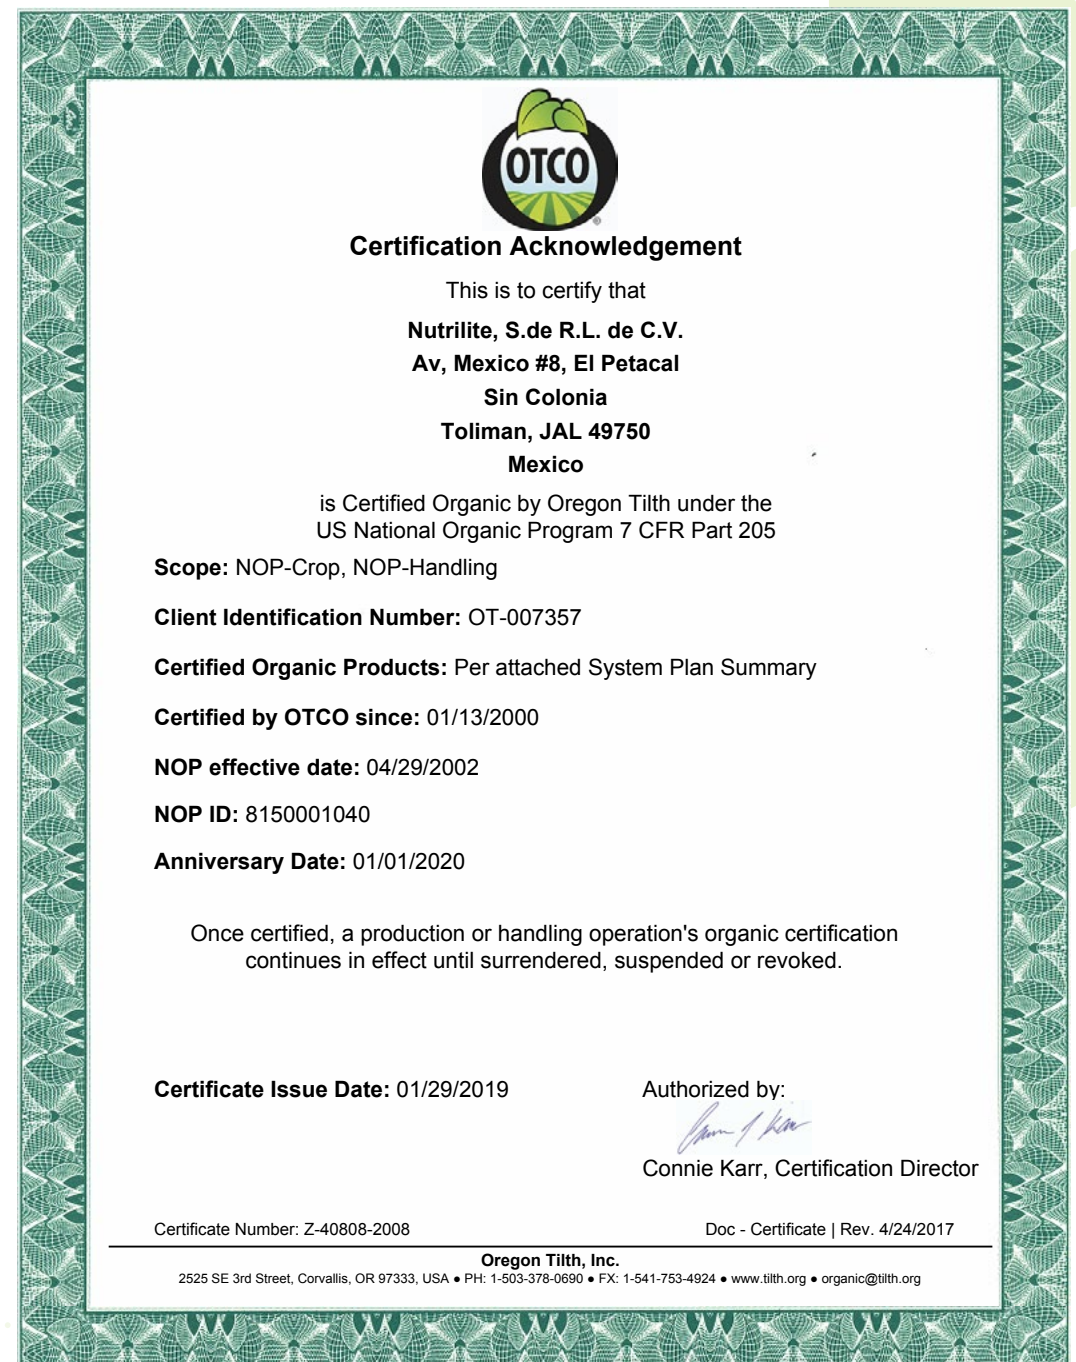 OTCO
®
Certification Acknowledgement
This is to certify that
Nutrilite, S.de R.L. de C.V.
Av, Mexico #8, El Petacal
Sin Colonia
Toliman, JAL 49750
Mexico
is Certified Organic by Oregon Tilth under the
US National Organic Program 7 CFR Part 205
Scope: NOP-Crop, NOP-Handling
Client Identification Number: OT-007357
Certified Organic Products: Per attached System Plan Summary
Certified by OTCO since: 01/13/2000
NOP effective date: 04/29/2002
NOP ID: 8150001040
Anniversary Date: 01/01/2020
Once certified, a production or handling operation's organic certification
continues in effect until surrendered, suspended or revoked.
Certificate Issue Date: 01/29/2019 Authorized by:
Connie Karr, Certification Director
Certificate Number: Z-40808-2008 Doc - Certificate | Rev. 4/24/2017
Oregon Tilth, Inc.
2525 SE 3rd Street, Corvallis, OR 97333, USA ● PH: 1-503-378-0690 ● FX: 1-541-753-4924 ● www.tilth.org ● organic@tilth.org